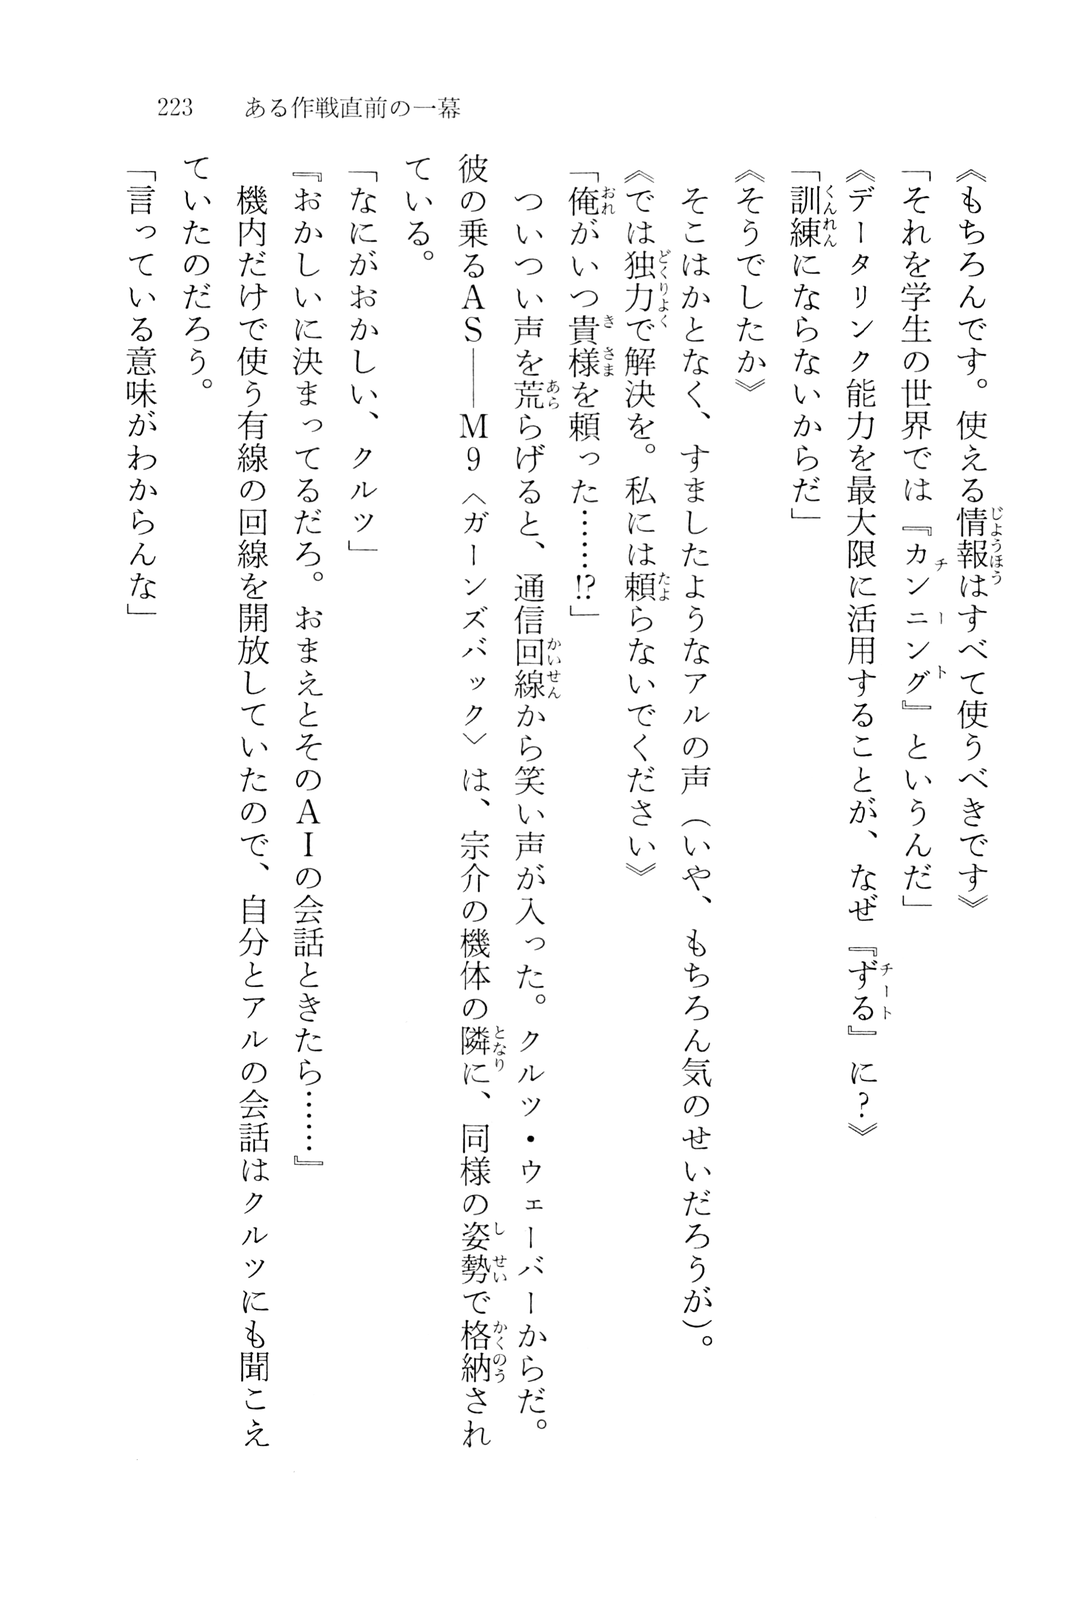 223　ある作戦直前の一幕
《もちろんです。使える情報はすべて使うべきです》
「それを学生の世界では『カンニング』というんだ」
《データリンク能力を最大限に活用することが、なぜ『ずる』に？》
「訓練にならないからだ」
《そうでしたか》
　そこはかとなく、すましたようなアルの声（いや、もちろん気のせいだろうが）。
《では独力で解決を。私には頼らないでください》
「俺がいつ貴様を頼った……!?」
　ついつい声を荒らげると、通信回線から笑い声が入った。クルツ・ウェーバーからだ。
彼の乗るＡＳ――Ｍ９〈ガーンズバック〉は、宗介の機体の隣に、同様の姿勢で格納され
ている。
「なにがおかしい、クルツ」
『おかしいに決まってるだろ。おまえとそのＡＩの会話ときたら……』
　機内だけで使う有線の回線を開放していたので、自分とアルの会話はクルツにも聞こえ
ていたのだろう。
「言っている意味がわからんな」